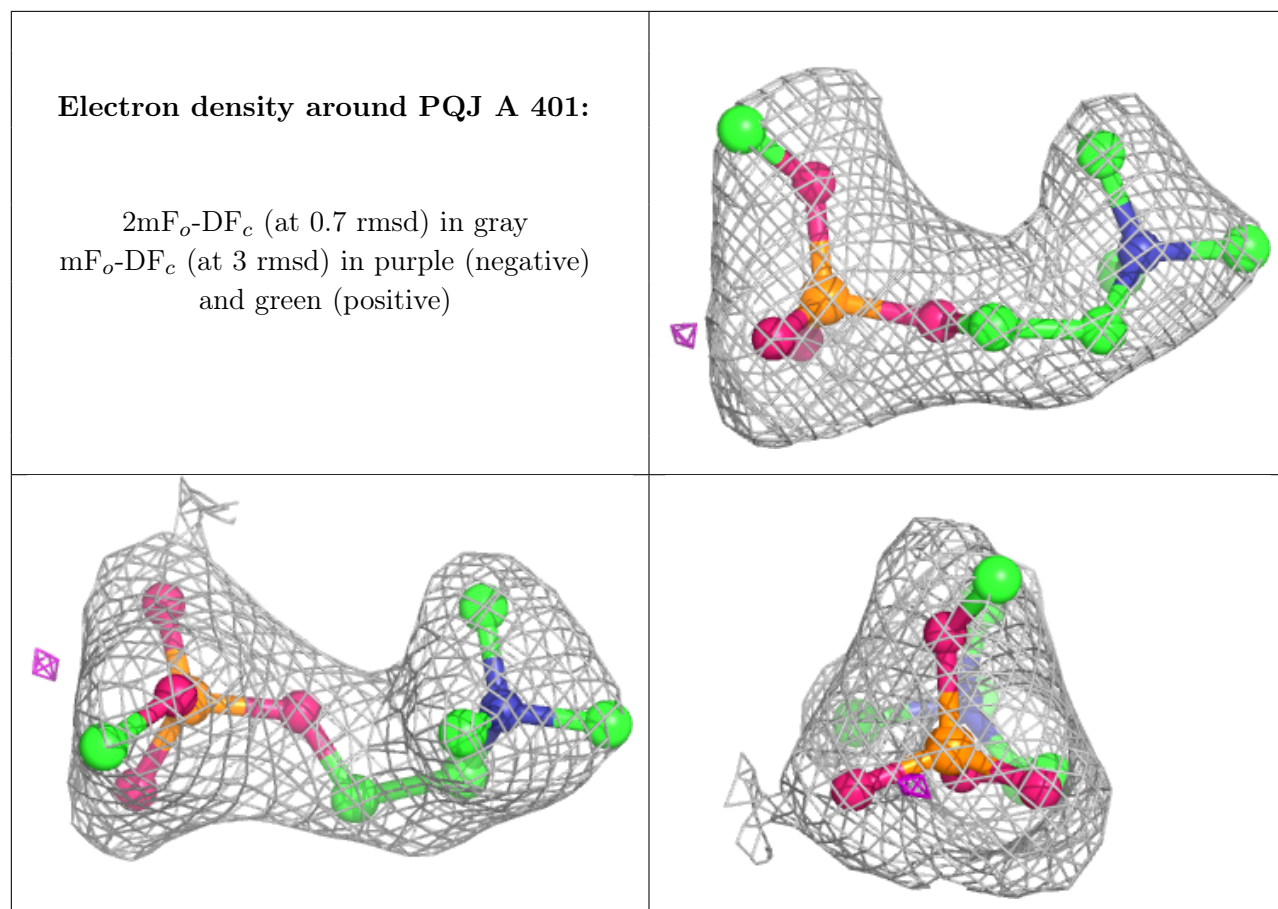 Electron density around PQJ A 401:
2mFₒ-DF𝒸 (at 0.7 rmsd) in gray
mFₒ-DF𝒸 (at 3 rmsd) in purple (negative)
and green (positive)